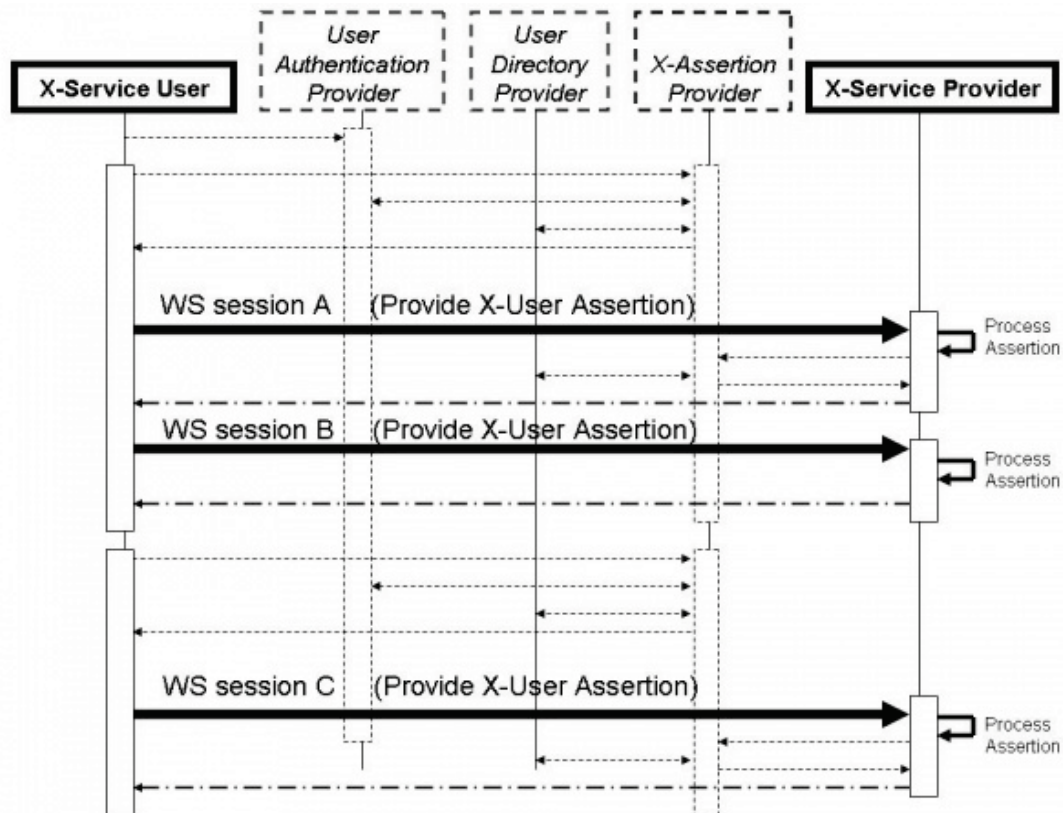 User
Authentication
Provider
User
Directory
Provider
X-Assertion
Provider
X-Service User
X-Service Provider
WS session A (Provide X-User Assertion)
Process
Assertion
WS session B (Provide X-User Assertion)
Process
Assertion
WS session C (Provide X-User Assertion)
Process
Assertion